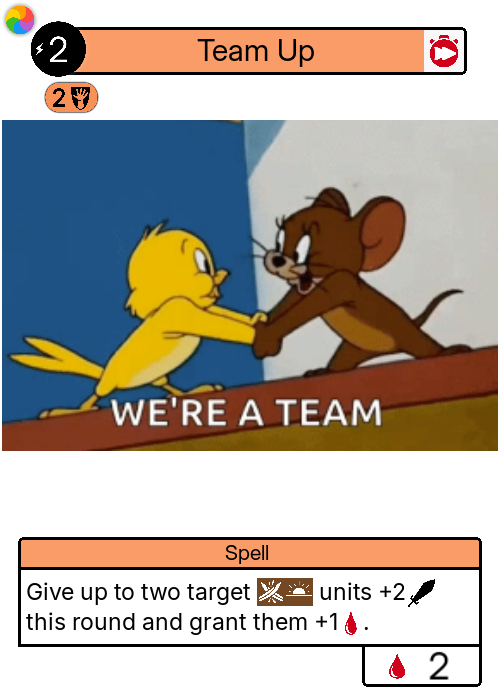 2
Team Up
2
WE'RE A TEAM
Spell
Give up to two target units +2
this round and grant them +1 .
2